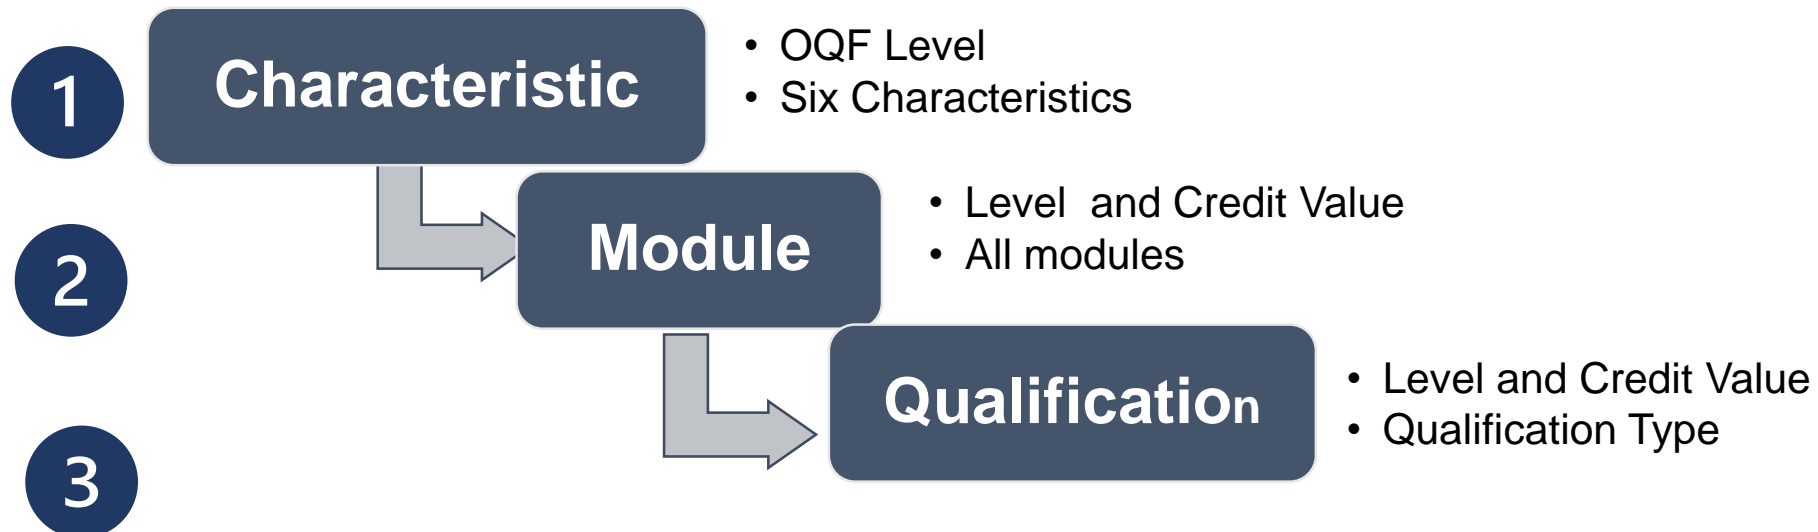 1
Characteristic
• OQF Level
• Six Characteristics
2
Module
• Level  and Credit Value
• All modules
3
Qualification
• Level and Credit Value
• Qualification Type